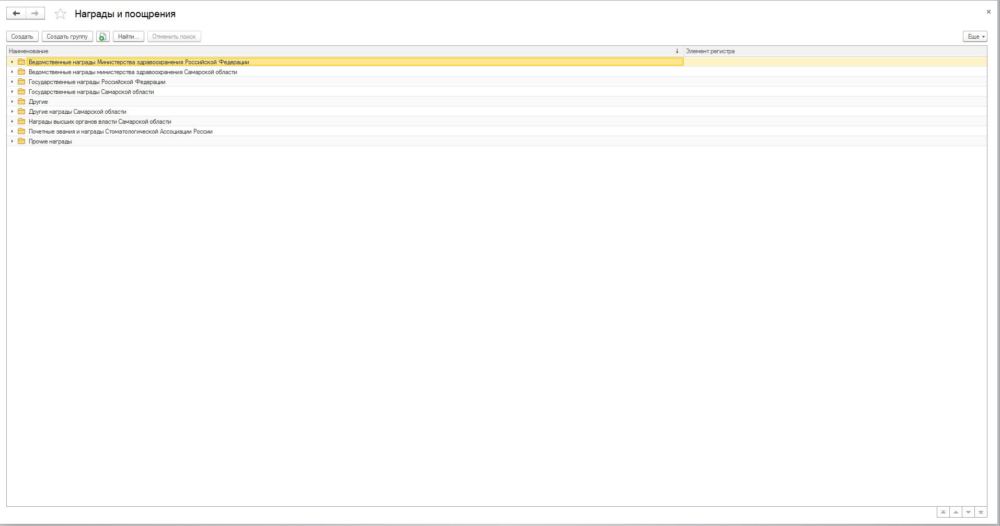 Награды и поощрения
Создать Создать группу Найти... Отменить поиск Еще
Наименование Элемент регистра
Ведомственные награды Министерства здравоохранения Российской Федерации
Ведомственные награды министерства здравоохранения Самарской области
Государственные награды Российской Федерации
Государственные награды Самарской области
Другие
Другие награды Самарской области
Награды высших органов власти Самарской области
Почетные звания и награды Стоматологической Ассоциации России
Прочие награды